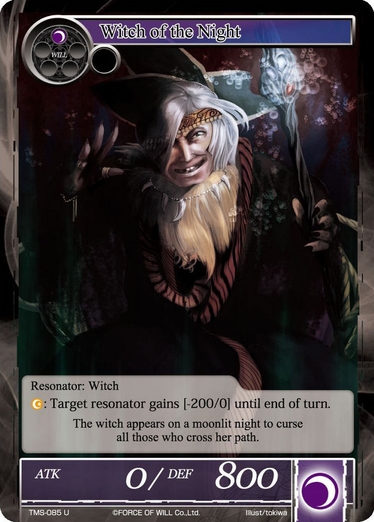 Witch of the Night
WILL
Resonator: Witch
: Target resonator gains [-200/0] until end of turn.
The witch appears on a moonlit night to curse
all those who cross her path.
ATK 0/ DEF 800
TMS-085 U ©FORCE OF WILL Co.,Ltd. Illust/tokiwa